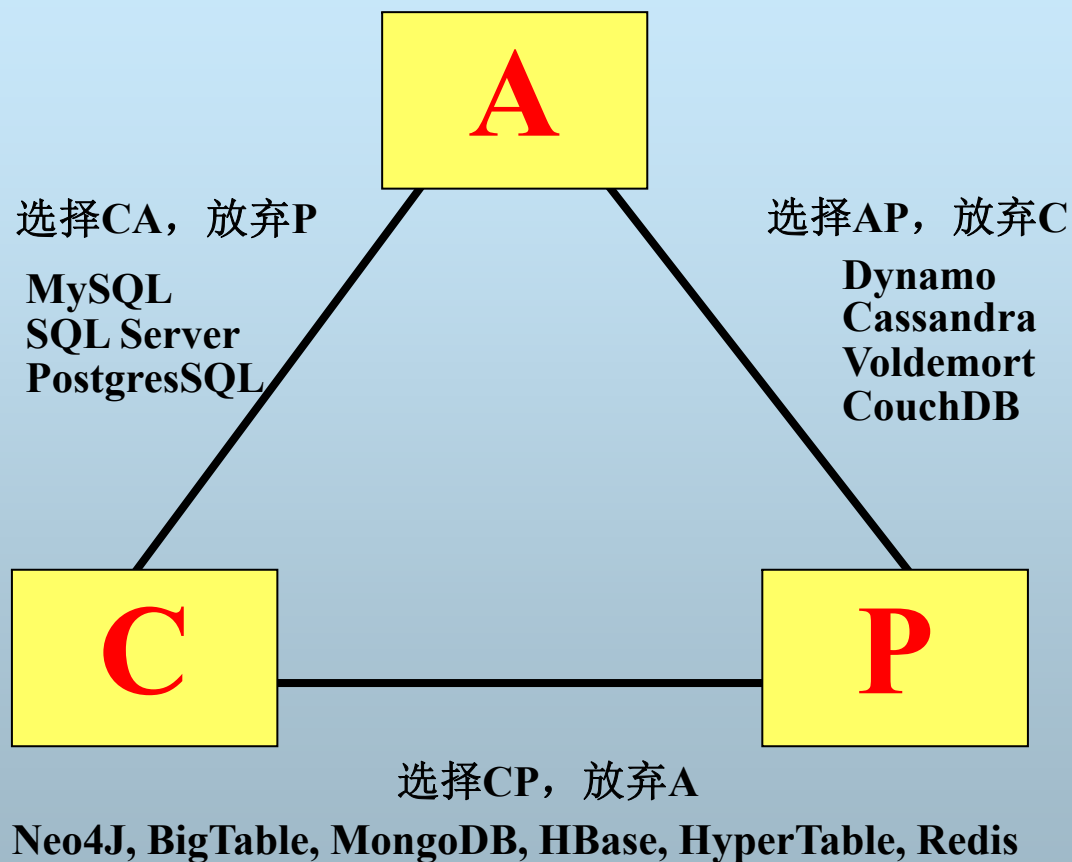 A
选择CA，放弃P
MySQL
SQL Server
PostgresSQL
选择AP，放弃C
Dynamo
Cassandra
Voldemort
CouchDB
C
P
选择CP，放弃A
Neo4J, BigTable, MongoDB, HBase, HyperTable, Redis